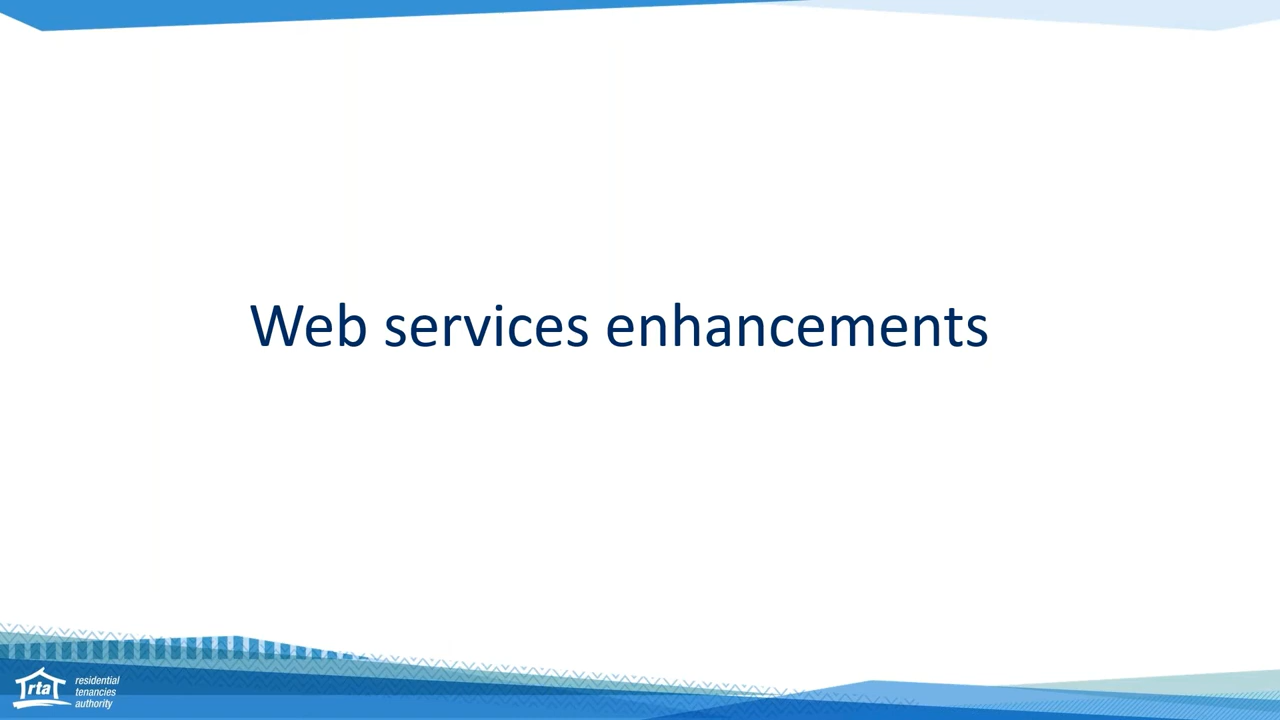 Web services enhancements
rta
residential
tenancies
authority